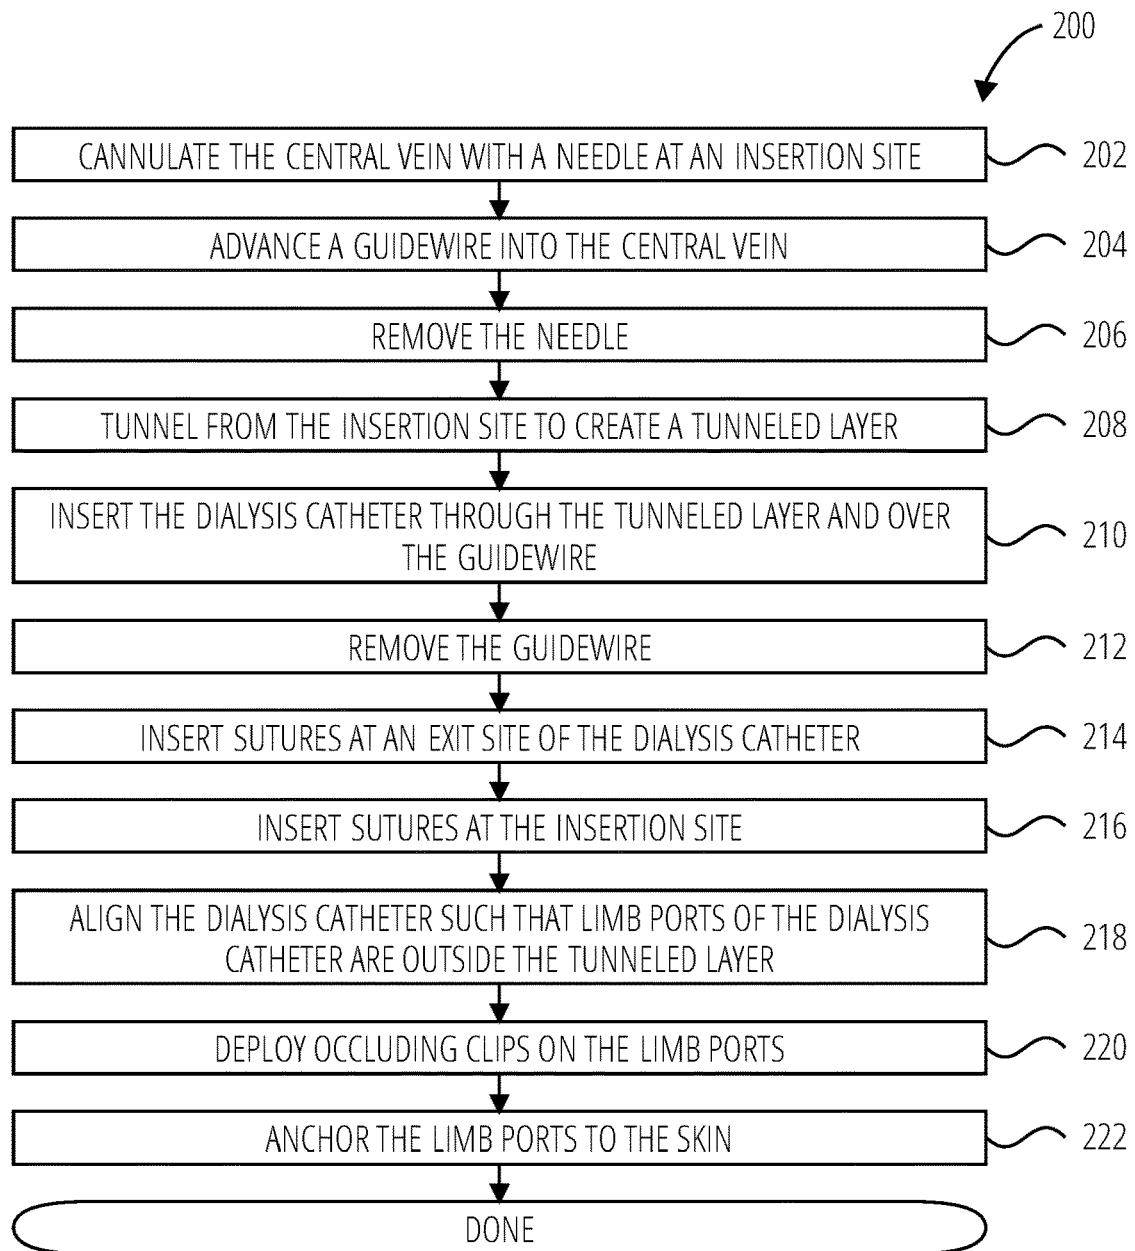 200
CANNULATE THE CENTRAL VEIN WITH A NEEDLE AT AN INSERTION SITE
202
ADVANCE A GUIDEWIRE INTO THE CENTRAL VEIN
204
REMOVE THE NEEDLE
206
TUNNEL FROM THE INSERTION SITE TO CREATE A TUNNELED LAYER
208
INSERT THE DIALYSIS CATHETER THROUGH THE TUNNELED LAYER AND OVER
THE GUIDEWIRE
210
REMOVE THE GUIDEWIRE
212
INSERT SUTURES AT AN EXIT SITE OF THE DIALYSIS CATHETER
214
INSERT SUTURES AT THE INSERTION SITE
216
ALIGN THE DIALYSIS CATHETER SUCH THAT LIMB PORTS OF THE DIALYSIS
CATHETER ARE OUTSIDE THE TUNNELED LAYER
218
DEPLOY OCCLUDING CLIPS ON THE LIMB PORTS
220
ANCHOR THE LIMB PORTS TO THE SKIN
222
DONE